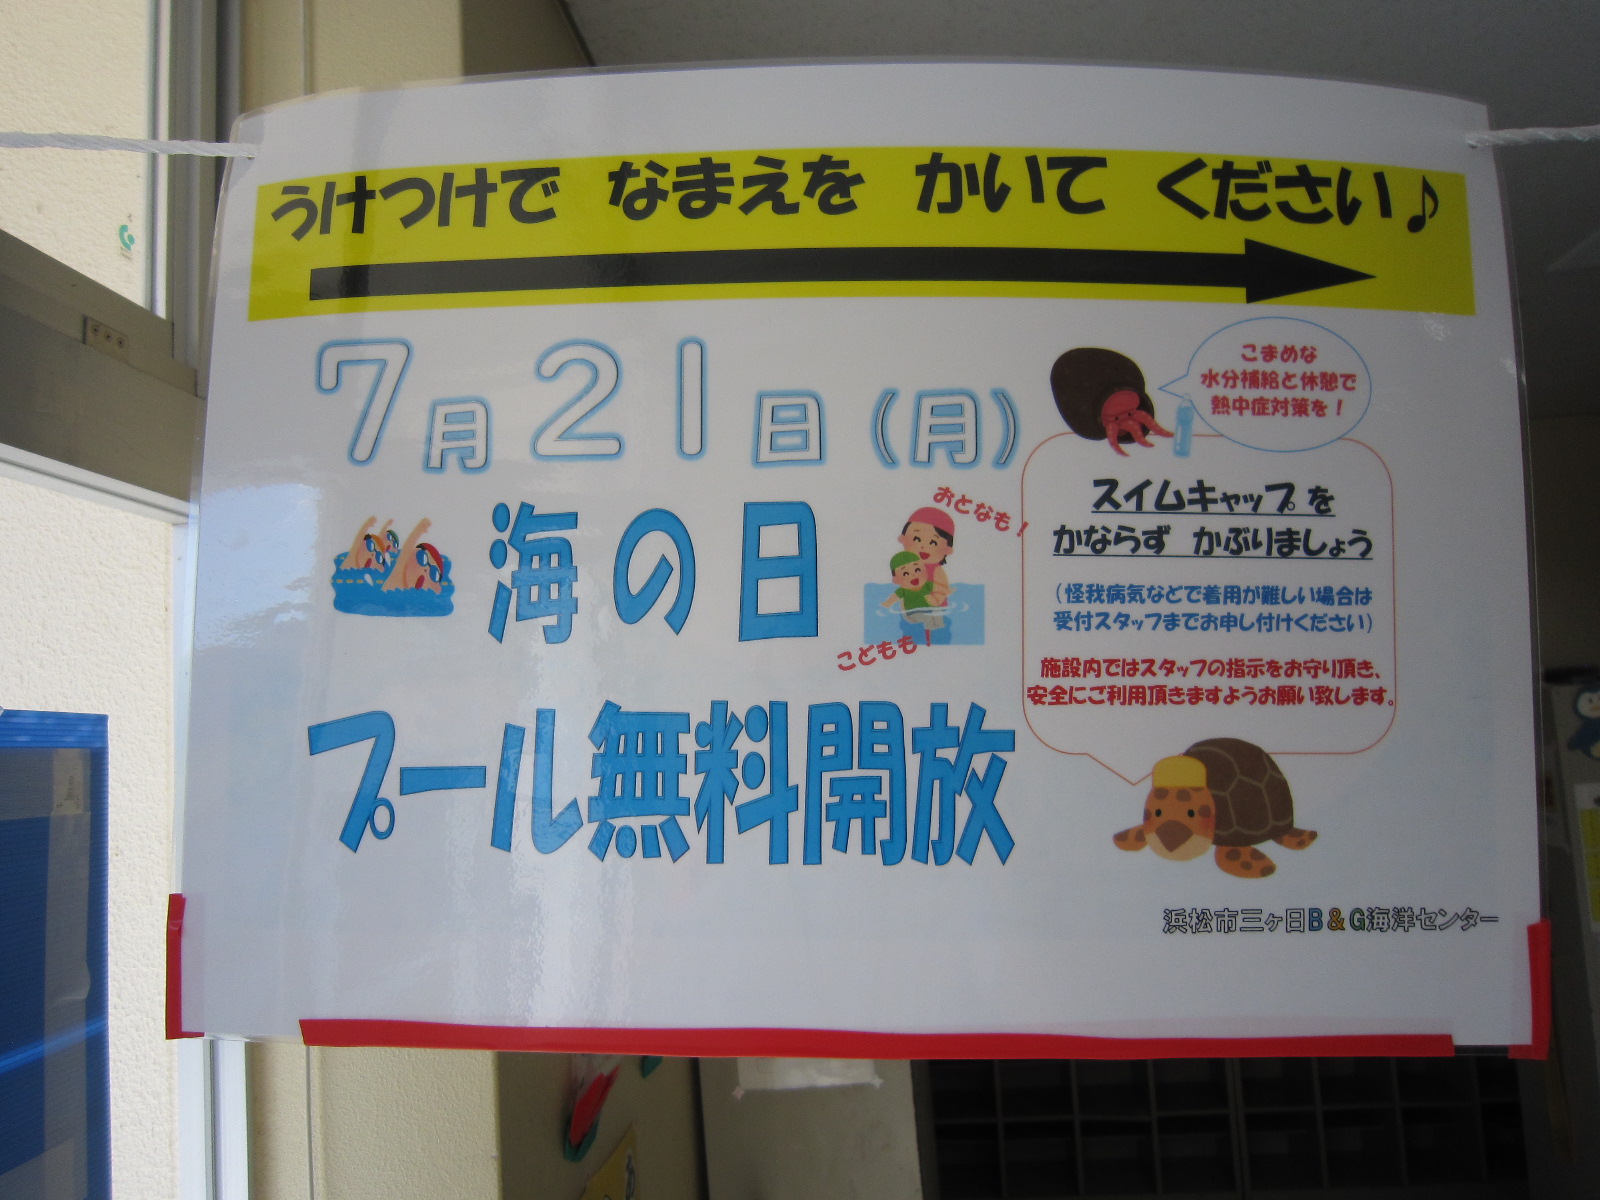 うけつけで なまえを かいて ください♪
7月21日(月)
海の日
おとなも!
こどもも!
プール無料開放
こまめな
水分補給と休憩で
熱中症対策を!
スイムキャップを
かならず かぶりましょう
(怪我病気などで着用が難しい場合は
受付スタッフまでお申し付けください)
施設内ではスタッフの指示をお守り頂き、
安全にご利用頂きますようお願い致します。
浜松市三ヶ日B&G海洋センター